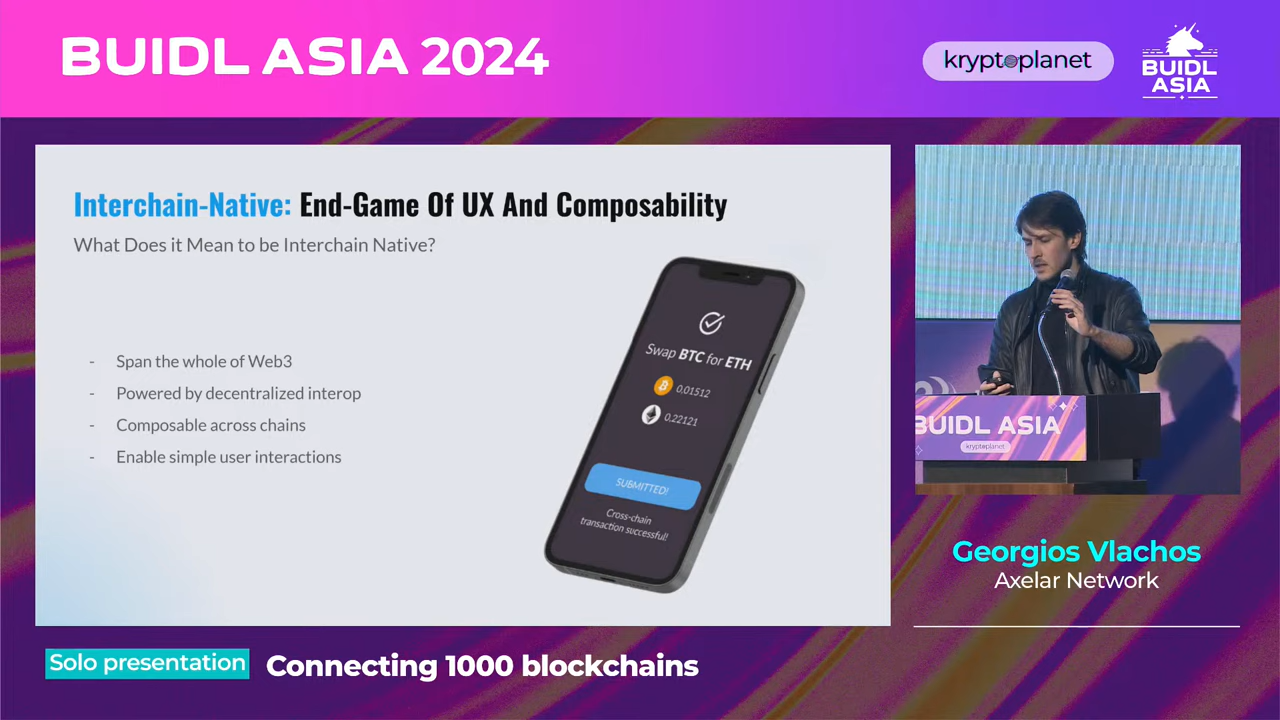 BUIDL ASIA 2024
kryptoplanet
BUIDL
ASIA
Interchain-Native: End-Game Of UX And Composability
What Does it Mean to be Interchain Native?
- Span the whole of Web3
- Powered by decentralized interop
- Composable across chains
- Enable simple user interactions
Swap BTC for ETH
0,01512
0,22121
SUBMITTED!
Cross-chain
transaction successful!
BUIDL ASIA
kryptoplanet
Georgios Vlachos
Axelar Network
Solo presentation
Connecting 1000 blockchains